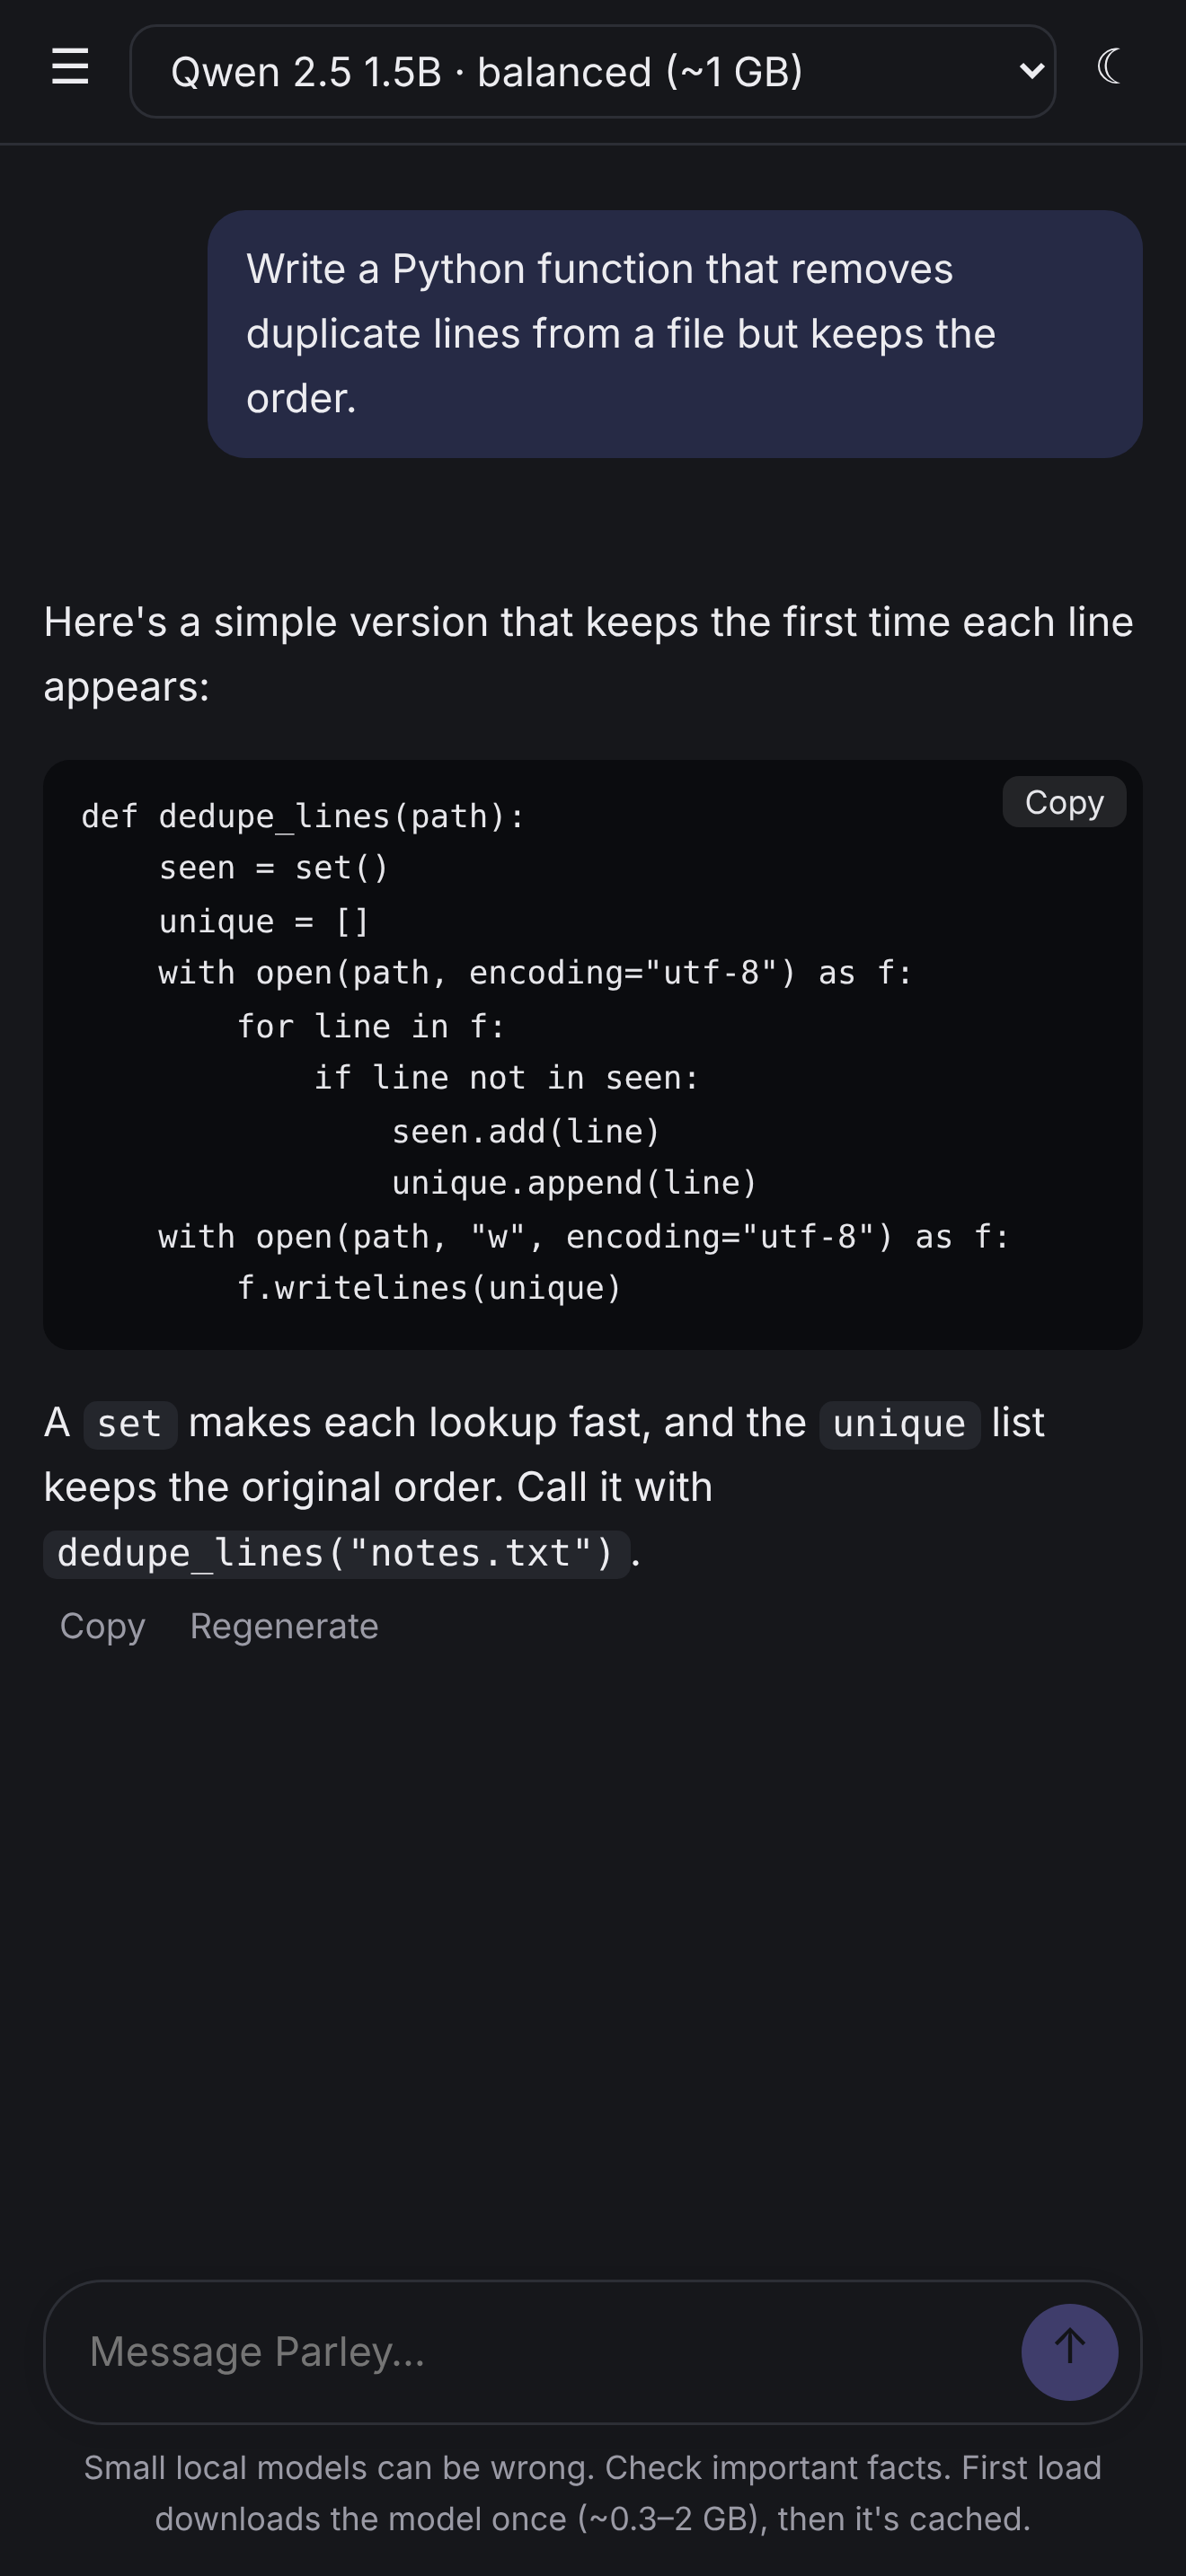 Qwen 2.5 1.5B · balanced (~1 GB)
Write a Python function that removes
duplicate lines from a file but keeps the
order.
Here's a simple version that keeps the first time each line
appears:
Copy
def dedupe_lines(path):
    seen = set()
    unique = []
    with open(path, encoding="utf-8") as f:
        for line in f:
            if line not in seen:
                seen.add(line)
                unique.append(line)
    with open(path, "w", encoding="utf-8") as f:
        f.writelines(unique)
A set makes each lookup fast, and the unique list
keeps the original order. Call it with
dedupe_lines("notes.txt").
Copy Regenerate
Message Parley...
Small local models can be wrong. Check important facts. First load
downloads the model once (~0.3–2 GB), then it's cached.